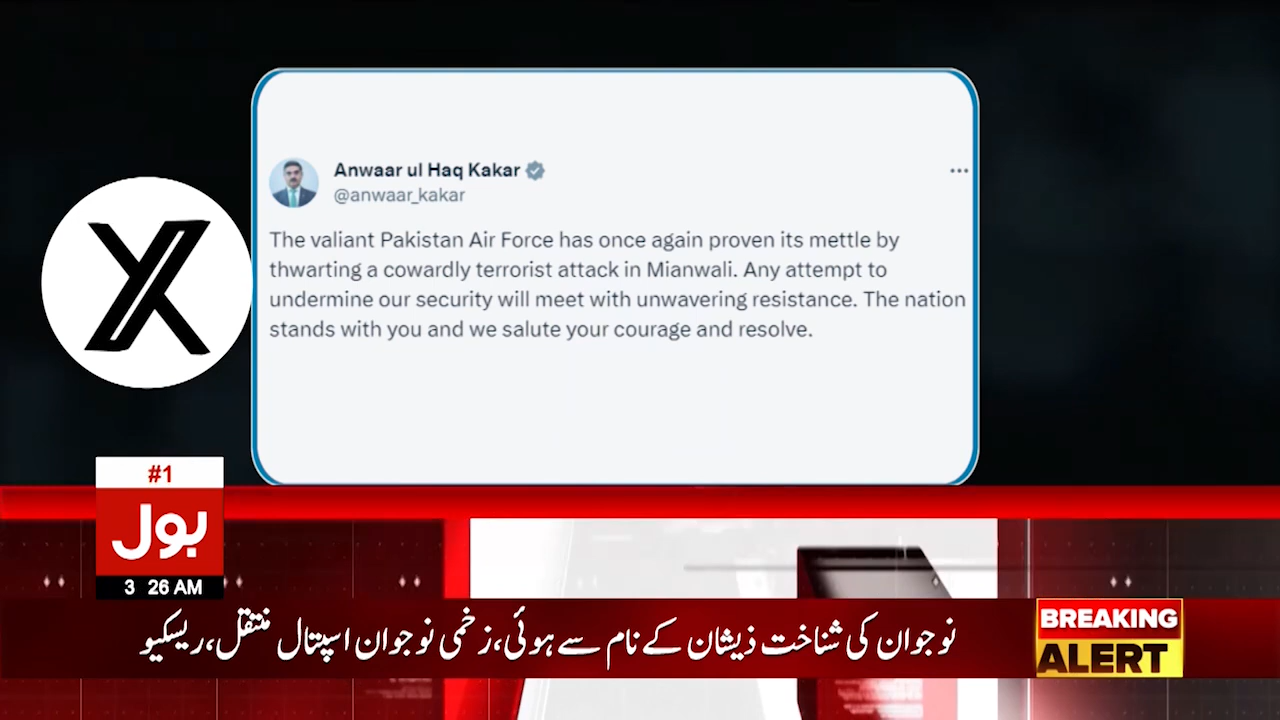 Anwaar ul Haq Kakar
@anwaar_kakar
The valiant Pakistan Air Force has once again proven its mettle by
thwarting a cowardly terrorist attack in Mianwali. Any attempt to
undermine our security will meet with unwavering resistance. The nation
stands with you and we salute your courage and resolve.
X
#1
بول
3 26 AM
نوجوان کی شناخت ذیشان کے نام سے ہوئی،زخمی نوجوان اسپتال منتقل،ریسکیو
BREAKING
ALERT